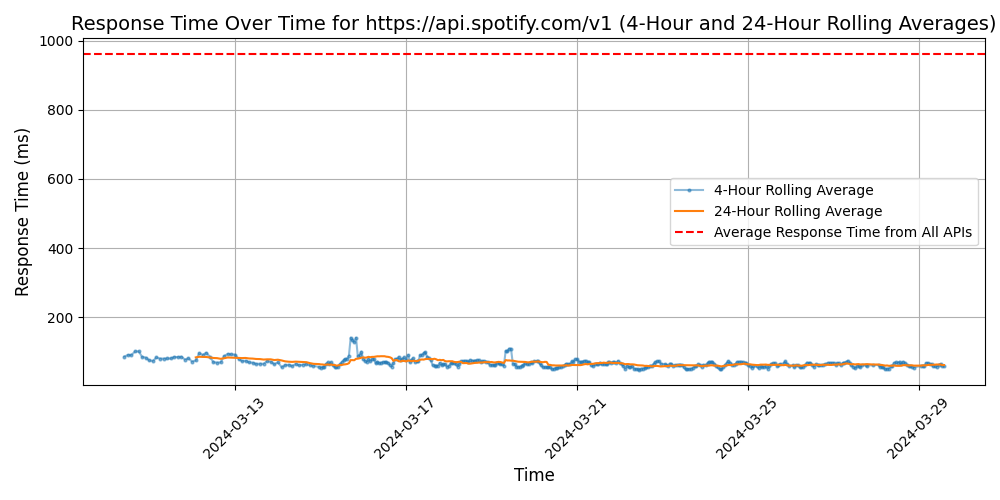 Response Time Over Time for https://api.spotify.com/v1 (4-Hour and 24-Hour Rolling Averages)
1000
800
600
400
200
Response Time (ms)
4-Hour Rolling Average
24-Hour Rolling Average
Average Response Time from All APIs
2024-03-13
2024-03-17
2024-03-21
2024-03-25
2024-03-29
Time